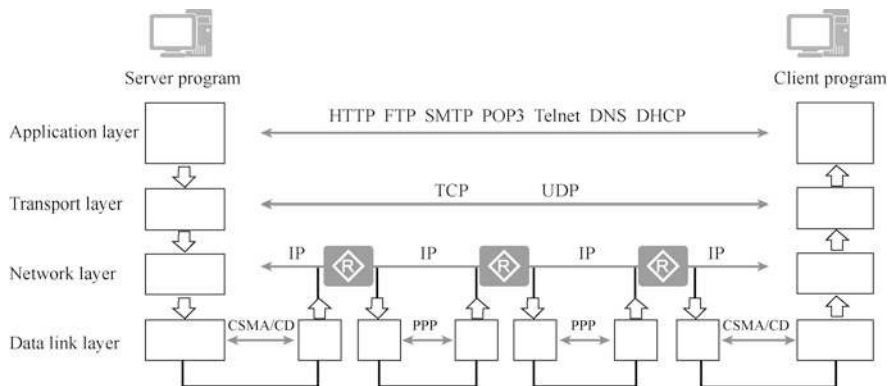 Server program Client program
Application layer HTTP FTP SMTP POP3 Telnet DNS DHCP
Transport layer TCP UDP
Network layer IP R IP R IP R IP
Data link layer CSMA/CD PPP PPP CSMA/CD